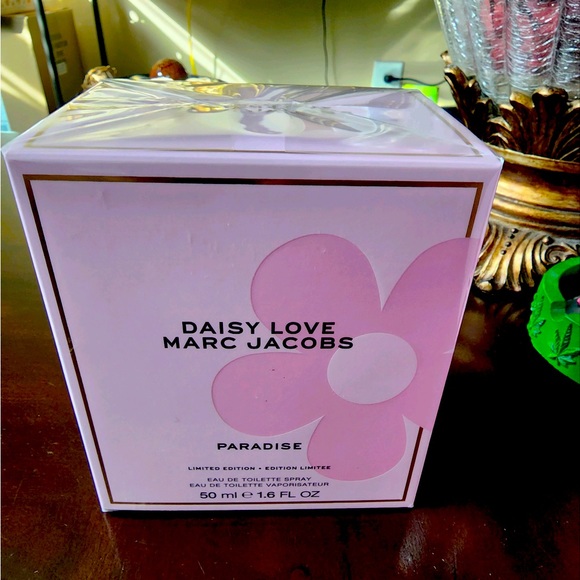 DAISY LOVE
MARC JACOBS
PARADISE
LIMITED EDITION • EDITION LIMITÉE
EAU DE TOILETTE SPRAY
EAU DE TOILETTE VAPORISATEUR
50 ml ℮ 1.6 FL OZ